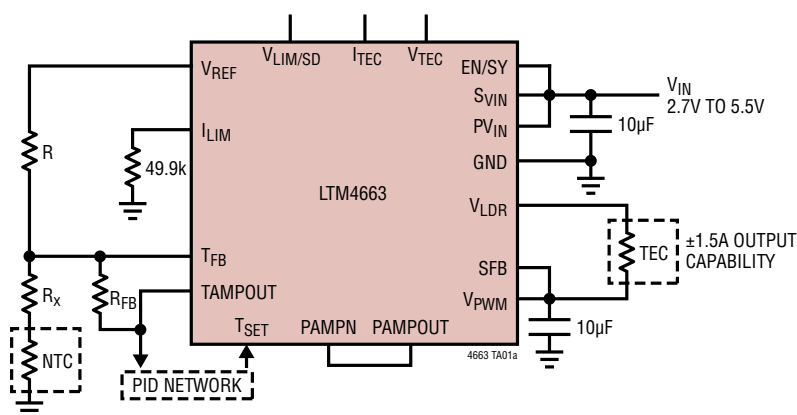 V_LIM/SD
I_TEC
V_TEC
V_REF
EN/SY
I_LIM
S_VIN
V_IN
2.7V TO 5.5V
PV_IN
10µF
R
49.9k
GND
LTM4663
V_LDR
TEC
±1.5A OUTPUT
CAPABILITY
T_FB
SFB
R_X
R_FB
TAMPOUT
V_PWM
T_SET
PAMPN
PAMPOUT
10µF
NTC
PID NETWORK
4663 TA01a